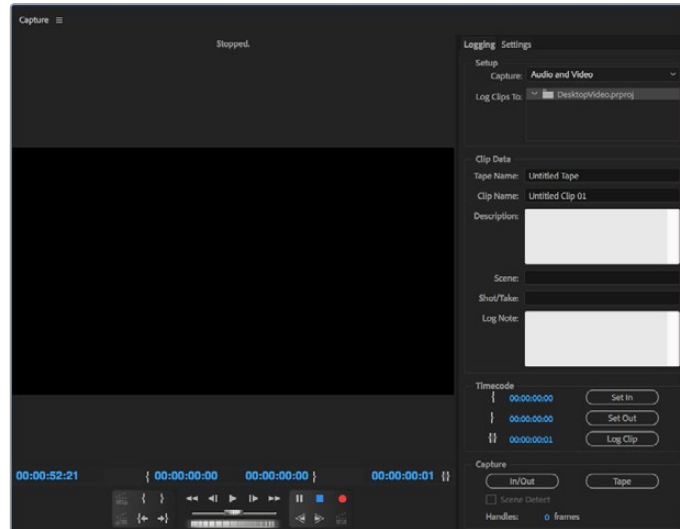 Capture
Stopped.
Logging Settings
Setup
Capture: Audio and Video
Log Clips To: DesktopVideo.prproj
Clip Data
Tape Name: Untitled Tape
Clip Name: Untitled Clip 01
Description:
Scene:
Shot/Take:
Log Note:
Timecode
{ 00:00:00:00 Set In
} 00:00:00:00 Set Out
{} 00:00:00:01 Log Clip
00:00:52:21 { 00:00:00:00 00:00:00:00 } 00:00:00:01 {}
Capture
In/Out Tape
Scene Detect
Handles: 0 frames